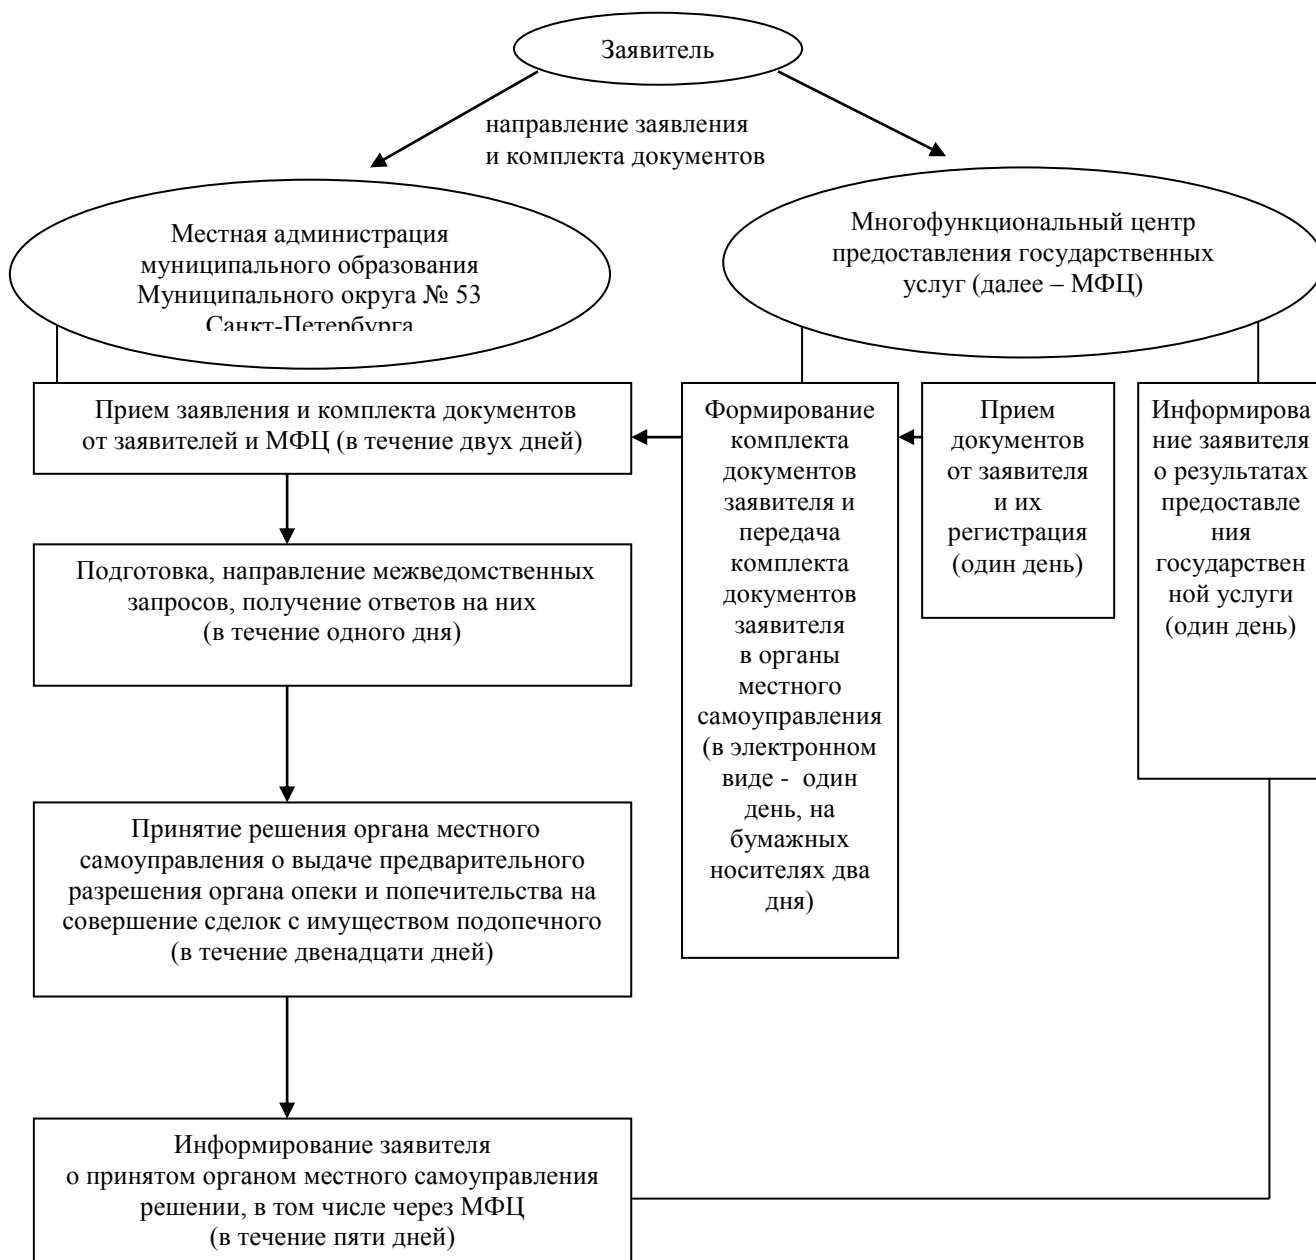 Заявитель
направление заявления
и комплекта документов
Местная администрация
муниципального образования
Муниципального округа № 53
Санкт-Петербурга
Многофункциональный центр
предоставления государственных
услуг (далее – МФЦ)
Прием заявления и комплекта документов
от заявителей и МФЦ (в течение двух дней)
Формирование
комплекта
документов
заявителя и
передача
комплекта
документов
заявителя
в органы
местного
самоуправления
(в электронном
виде - один
день, на
бумажных
носителях два
дня)
Прием
документов
от заявителя
и их
регистрация
(один день)
Информирова
ние заявителя
о результатах
предоставле
ния
государствен
ной услуги
(один день)
Подготовка, направление межведомственных
запросов, получение ответов на них
(в течение одного дня)
Принятие решения органа местного
самоуправления о выдаче предварительного
разрешения органа опеки и попечительства на
совершение сделок с имуществом подопечного
(в течение двенадцати дней)
Информирование заявителя
о принятом органом местного самоуправления
решении, в том числе через МФЦ
(в течение пяти дней)